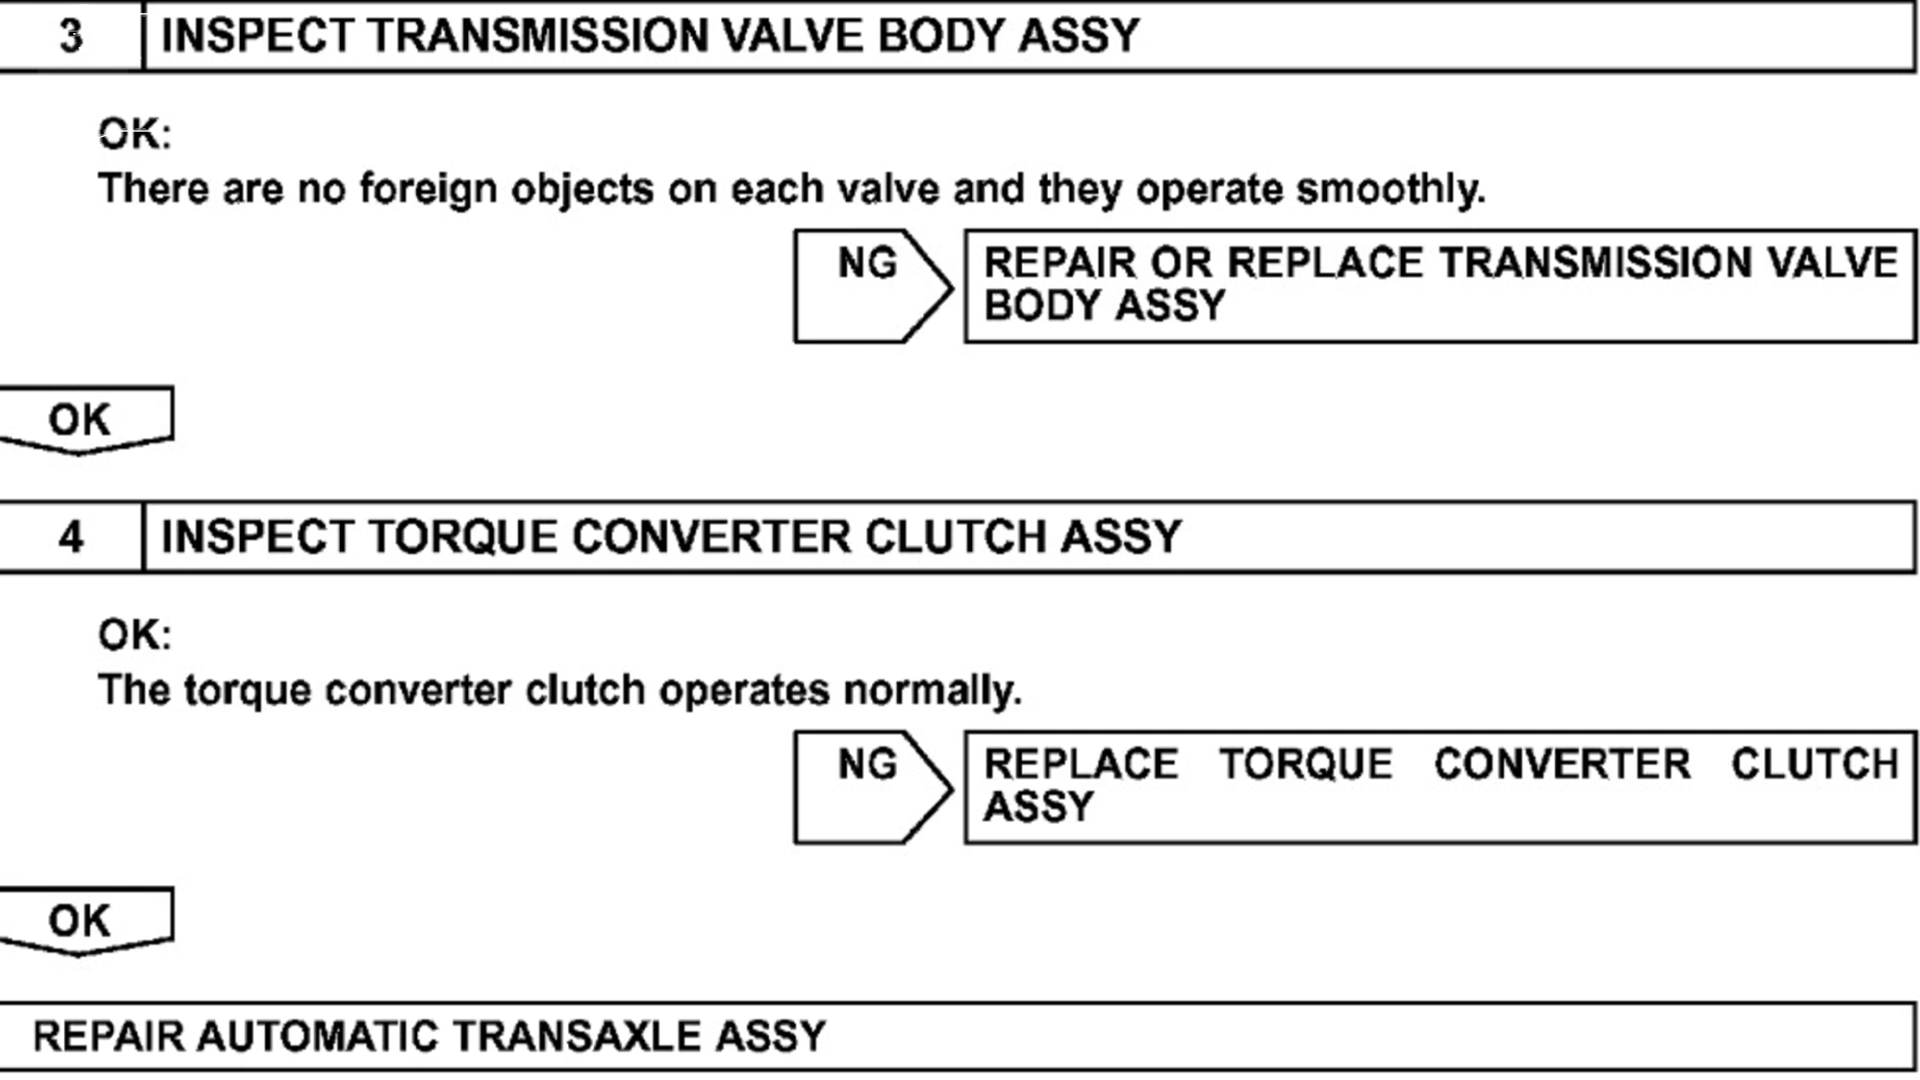 3 INSPECT TRANSMISSION VALVE BODY ASSY
OK:
There are no foreign objects on each valve and they operate smoothly.
NG REPAIR OR REPLACE TRANSMISSION VALVE
BODY ASSY
OK
4 INSPECT TORQUE CONVERTER CLUTCH ASSY
OK:
The torque converter clutch operates normally.
NG REPLACE TORQUE CONVERTER CLUTCH
ASSY
OK
REPAIR AUTOMATIC TRANSAXLE ASSY